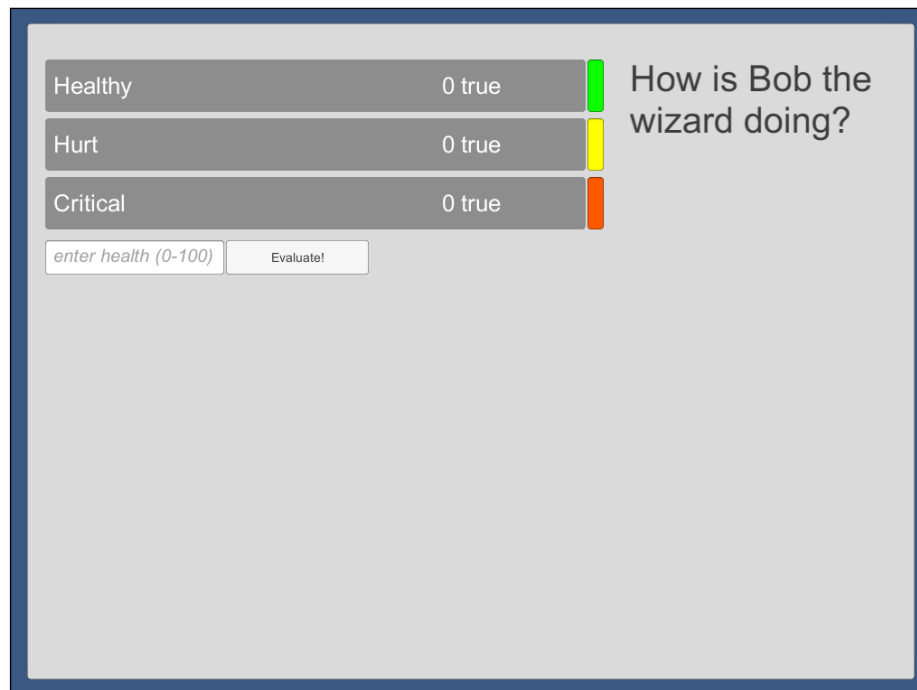 Healthy 0 true
Hurt 0 true
Critical 0 true
enter health (0-100) Evaluate!
How is Bob the
wizard doing?